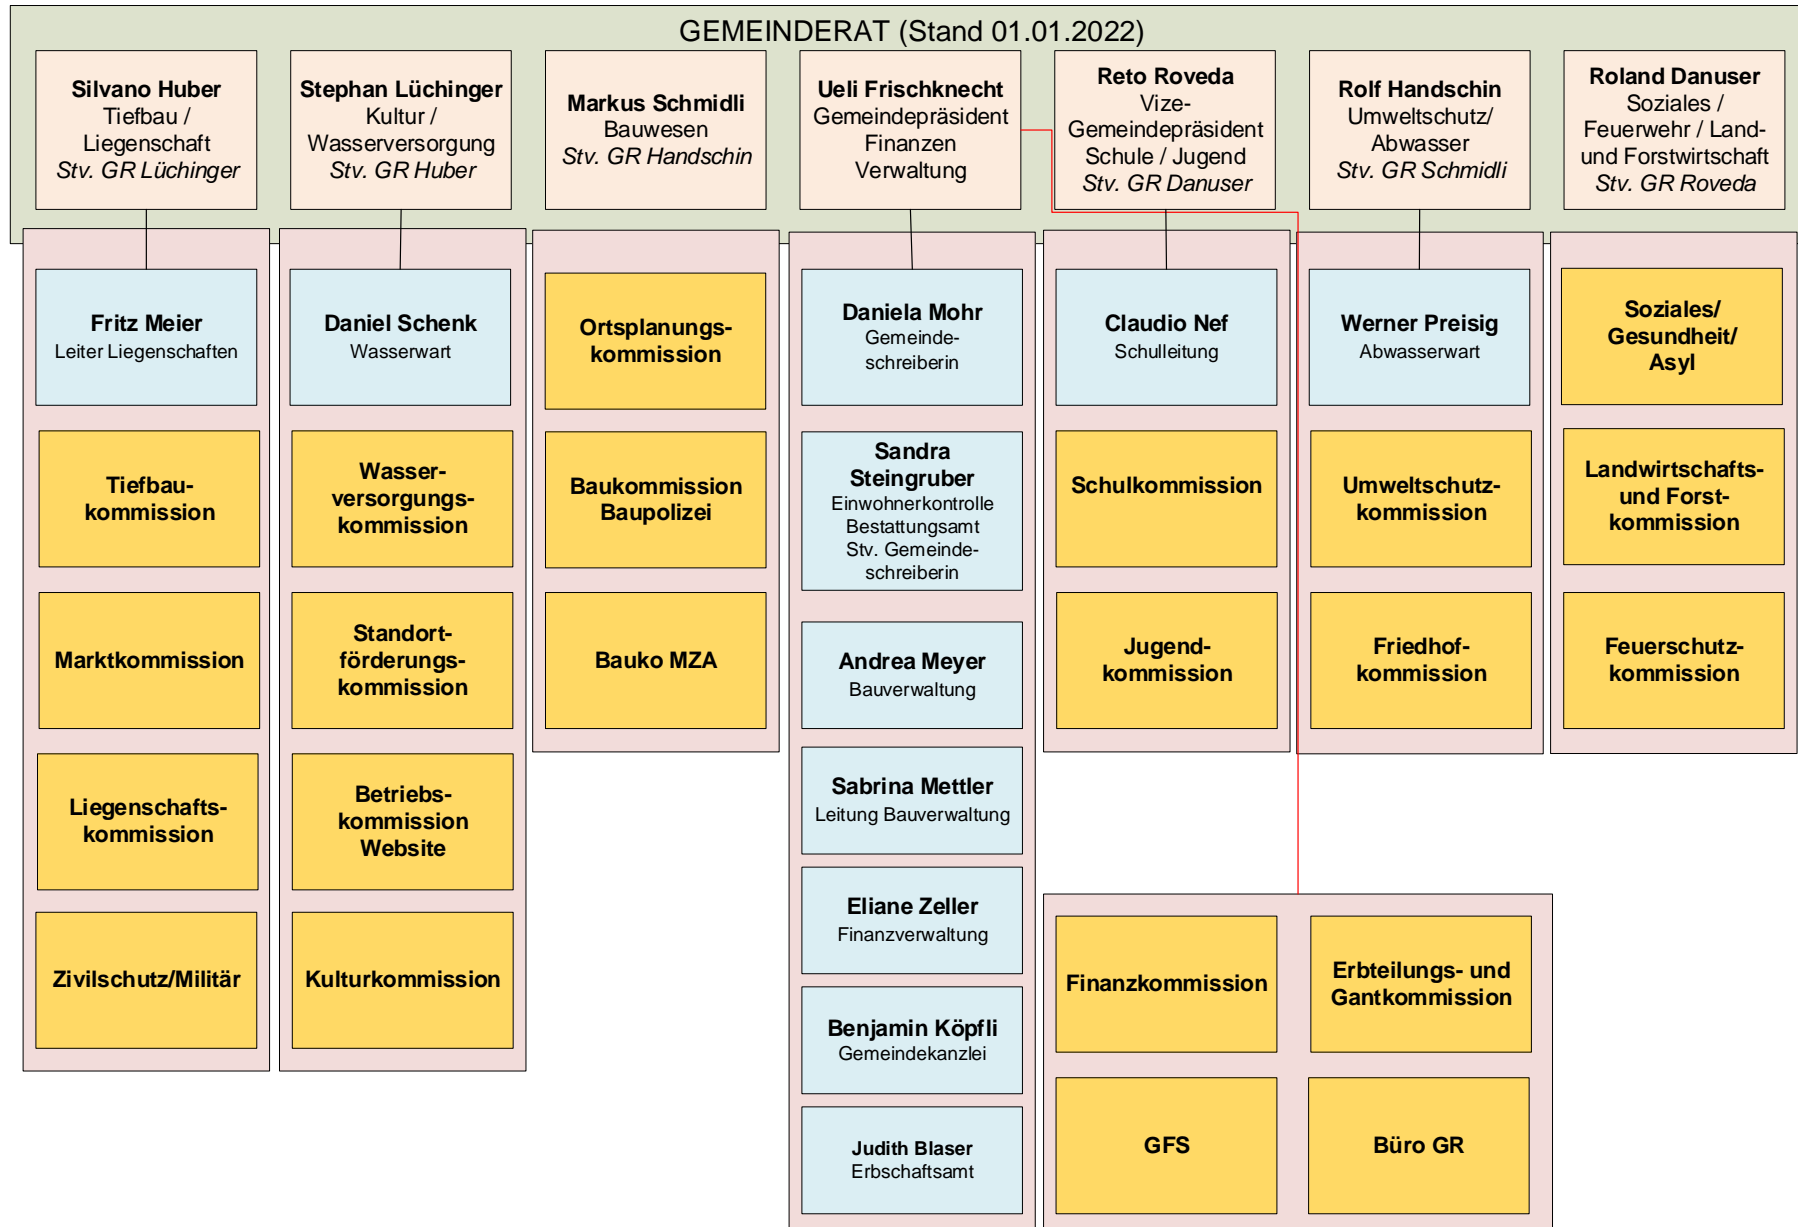 GEMEINDERAT (Stand 01.01.2022)
Silvano Huber
Tiefbau /
Liegenschaft
Stv. GR Lüchinger
Stephan Lüchinger
Kultur /
Wasserversorgung
Stv. GR Huber
Markus Schmidli
Bauwesen
Stv. GR Handschin
Ueli Frischknecht
Gemeindepräsident
Finanzen
Verwaltung
Reto Roveda
Vize-
Gemeindepräsident
Schule / Jugend
Stv. GR Danuser
Rolf Handschin
Umweltschutz/
Abwasser
Stv. GR Schmidli
Roland Danuser
Soziales /
Feuerwehr / Land-
und Forstwirtschaft
Stv. GR Roveda
Fritz Meier
Leiter Liegenschaften
Tiefbau-
kommission
Marktkommission
Liegenschafts-
kommission
Zivilschutz/Militär
Daniel Schenk
Wasserwart
Wasser-
versorgungs-
kommission
Standort-
förderungs-
kommission
Betriebs-
kommission
Website
Kulturkommission
Ortsplanungs-
kommission
Baukommission
Baupolizei
Bauko MZA
Daniela Mohr
Gemeinde-
schreiberin
Sandra
Steingruber
Einwohnerkontrolle
Bestattungsamt
Stv. Gemeinde-
schreiberin
Andrea Meyer
Bauverwaltung
Sabrina Mettler
Leitung Bauverwaltung
Eliane Zeller
Finanzverwaltung
Benjamin Köpfli
Gemeindekanzlei
Judith Blaser
Erbschaftsamt
Claudio Nef
Schulleitung
Schulkommission
Jugend-
kommission
Werner Preisig
Abwasserwart
Umweltschutz-
kommission
Friedhof-
kommission
Soziales/
Gesundheit/
Asyl
Landwirtschafts-
und Forst-
kommission
Feuerschutz-
kommission
Finanzkommission
Erbteilungs- und
Gantkommission
GFS
Büro GR